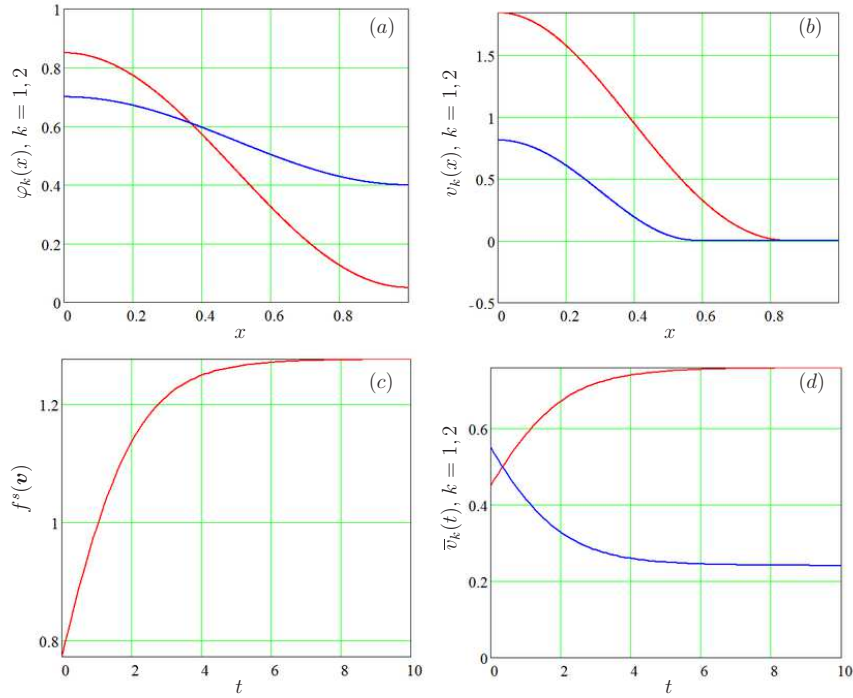 (a)
φₖ(x), k = 1, 2
1
0.8
0.6
0.4
0.2
0
0 0.2 0.4 0.6 0.8
x
(b)
vₖ(x), k = 1, 2
1.5
1
0.5
0
-0.5
0 0.2 0.4 0.6 0.8
x
(c)
fˢ(v)
1.2
1
0.8
0 2 4 6 8 10
t
(d)
v̅ₖ(t), k = 1, 2
0.6
0.4
0.2
0
0 2 4 6 8 10
t